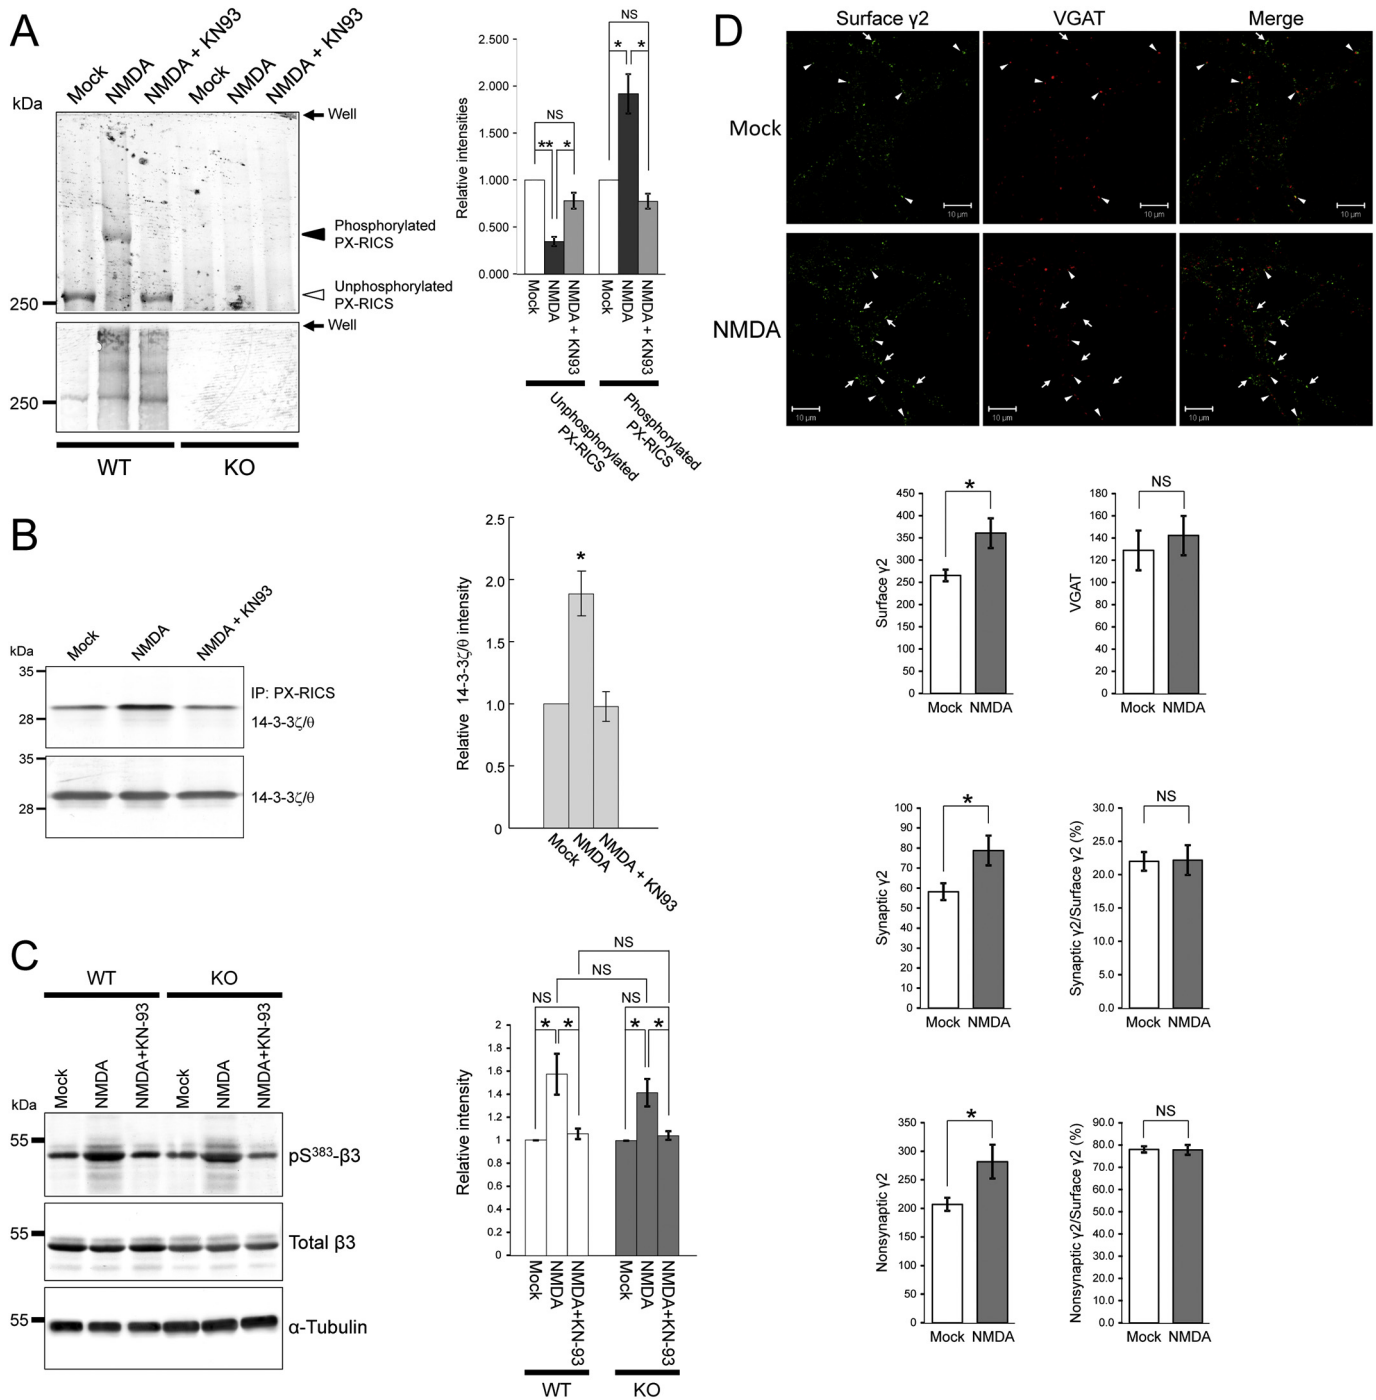 A
Mock
NMDA
NMDA + KN93
Mock
NMDA
NMDA + KN93
kDa
Well
Phosphorylated
PX-RICS
Unphosphorylated
PX-RICS
250
Well
250
WT
KO
Relative intensities
2.500
2.000
1.500
1.000
0.500
0.000
NS
** *
NS
* *
Mock
NMDA
NMDA + KN93
Mock
NMDA
NMDA + KN93
Unphosphorylated
PX-RICS
Phosphorylated
PX-RICS
B
Mock
NMDA
NMDA + KN93
kDa
35
28
IP: PX-RICS
14-3-3ζ/θ
35
28
14-3-3ζ/θ
Relative 14-3-3ζ/θ intensity
2.5
2.0
1.5
1.0
0.5
0
*
Mock
NMDA
NMDA + KN93
C
WT
KO
Mock
NMDA
NMDA+KN-93
Mock
NMDA
NMDA+KN-93
kDa
55
pS383-β3
55
Total β3
55
α-Tubulin
Relative intensity
2
1.8
1.6
1.4
1.2
1
0.8
0.6
0.4
0.2
0
NS
NS
NS
NS
* *
* *
Mock
NMDA
NMDA+KN-93
Mock
NMDA
NMDA+KN-93
WT
KO
D
Surface γ2
VGAT
Merge
Mock
10 μm
10 μm
10 μm
NMDA
10 μm
10 μm
10 μm
Surface γ2
450
400
350
300
250
200
150
100
50
0
*
Mock NMDA
VGAT
180
160
140
120
100
80
60
40
20
0
NS
Mock NMDA
Synaptic γ2
100
90
80
70
60
50
40
30
20
10
0
*
Mock NMDA
Synaptic γ2/Surface γ2 (%)
30.0
25.0
20.0
15.0
10.0
5.0
0.0
NS
Mock NMDA
Nonsynaptic γ2
350
300
250
200
150
100
50
0
*
Mock NMDA
Nonsynaptic γ2/Surface γ2 (%)
90.0
80.0
70.0
60.0
50.0
40.0
30.0
20.0
10.0
0.0
NS
Mock NMDA